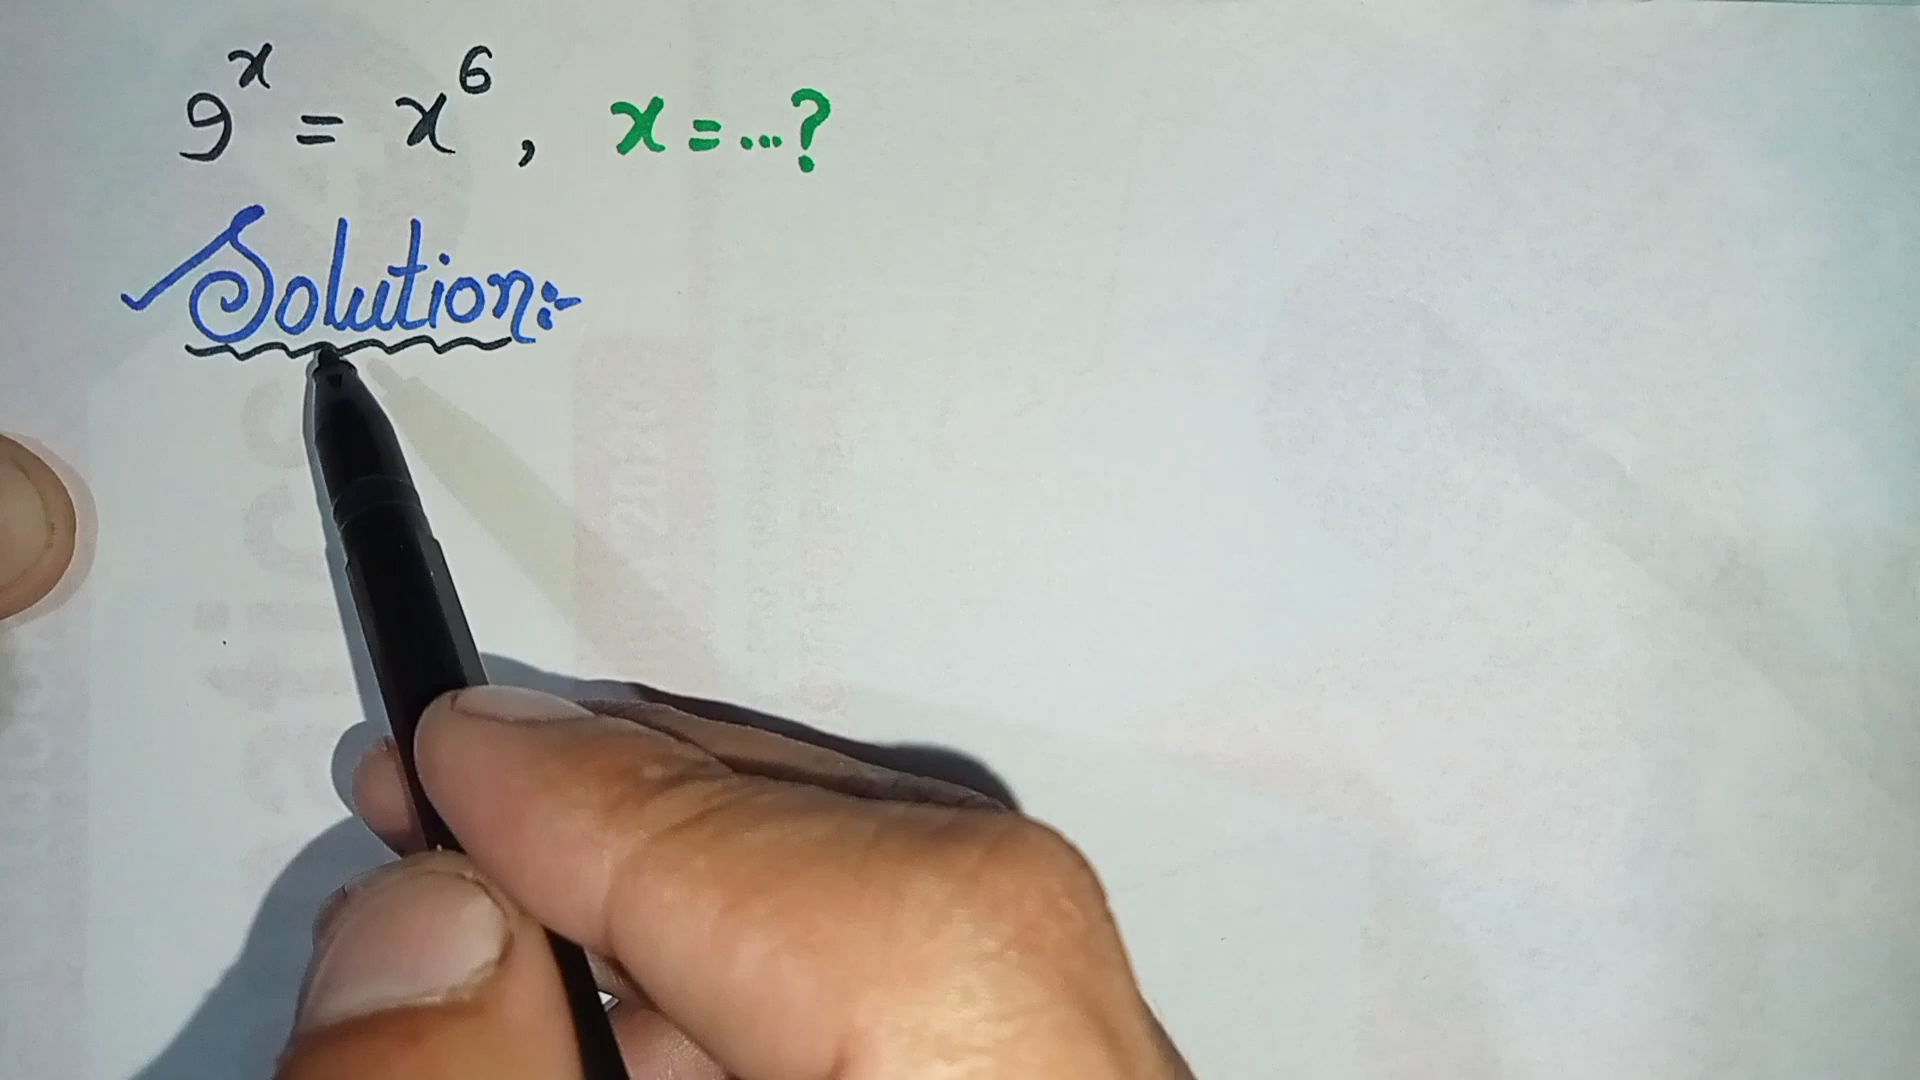 9^x = x^6 , x = ...?
Solution:-